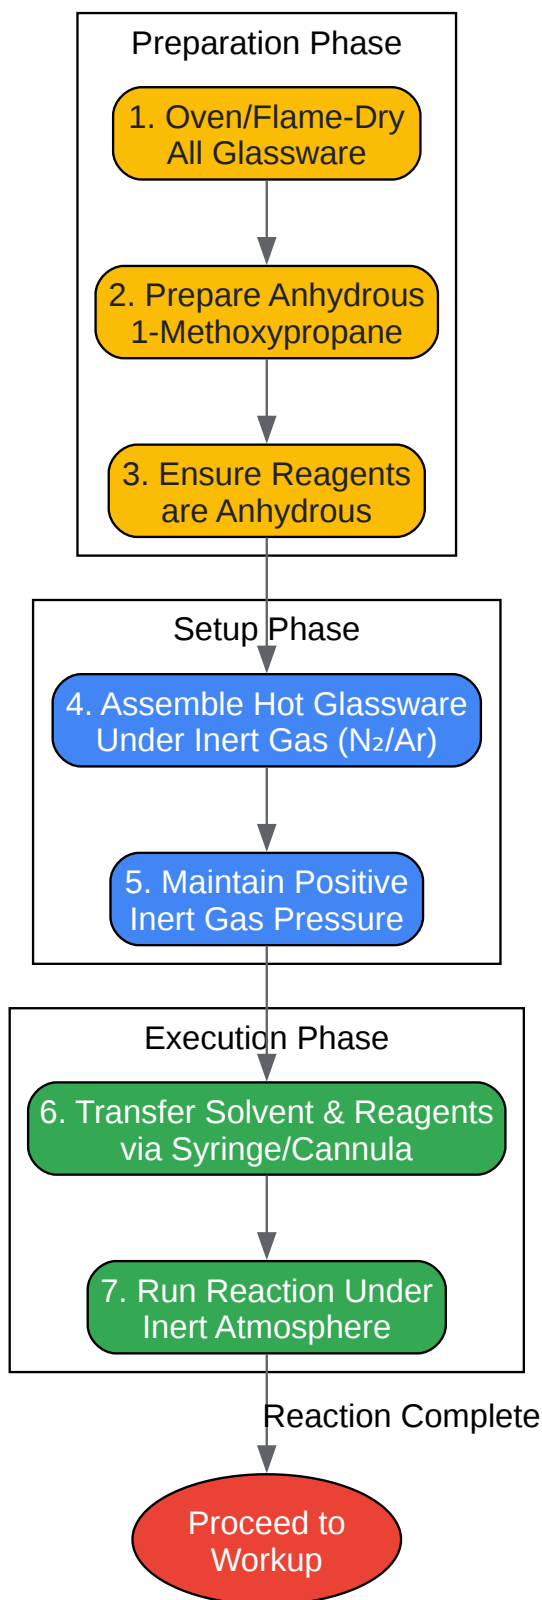 Preparation Phase
1. Oven/Flame-Dry
All Glassware
2. Prepare Anhydrous
1-Methoxypropane
3. Ensure Reagents
are Anhydrous
Setup Phase
4. Assemble Hot Glassware
Under Inert Gas (N₂/Ar)
5. Maintain Positive
Inert Gas Pressure
Execution Phase
6. Transfer Solvent & Reagents
via Syringe/Cannula
7. Run Reaction Under
Inert Atmosphere
Reaction Complete
Proceed to
Workup